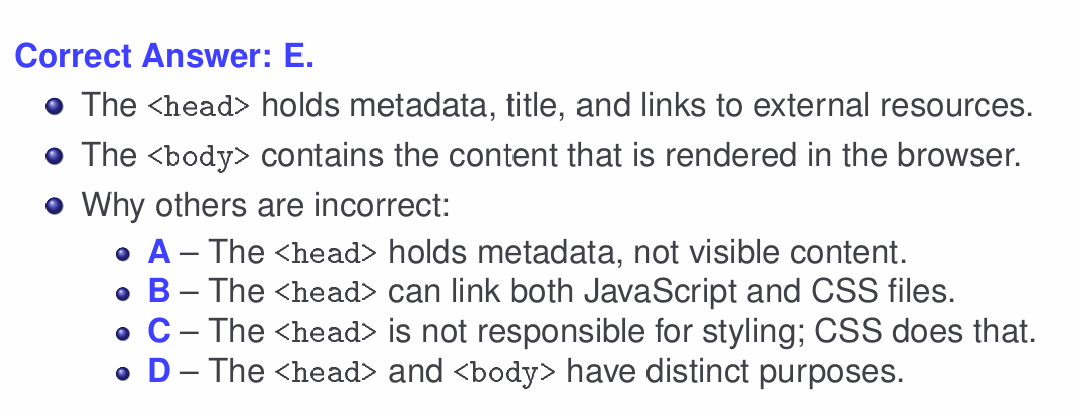 Correct Answer: E.
The <head> holds metadata, title, and links to external resources.
The <body> contains the content that is rendered in the browser.
Why others are incorrect:
A – The <head> holds metadata, not visible content.
B – The <head> can link both JavaScript and CSS files.
C – The <head> is not responsible for styling; CSS does that.
D – The <head> and <body> have distinct purposes.